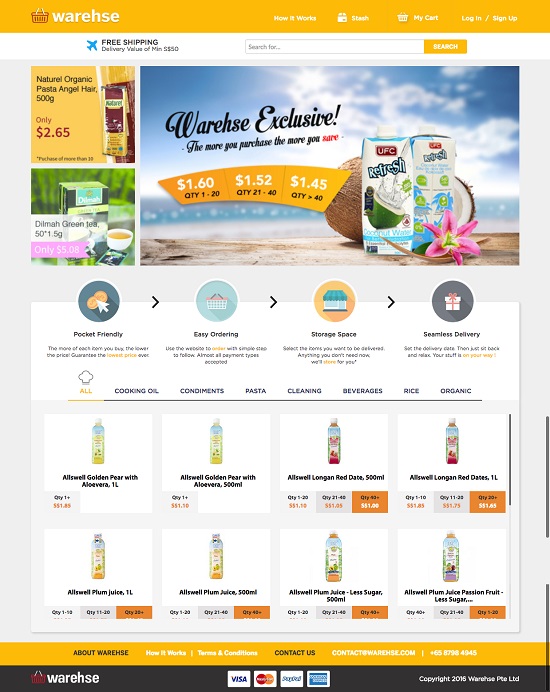 warehse
How It Works
Stash
My Cart
Log In / Sign Up
FREE SHIPPING
Delivery Value of Min S$50
Search for...
SEARCH
Naturel Organic
Pasta Angel Hair,
500g
Only
$2.65
*Puchase of more than 20
Naturel
Dilmah
Dilmah Green tea,
50*1.5g
Only S5.08
Warehse Exclusive!
- The more you purchase the more you save -
$1.60
QTY 1 - 20
$1.52
QTY 21 - 40
$1.45
QTY > 40
UFC
Refresh
Coconut Water
UFC
Refresh
Pocket Friendly
The more of each item you buy, the lower
the price! Guarantee the lowest price ever.
Easy Ordering
Use the website to order with simple step
to follow. Almost all payment types
accepted
Storage Space
Select the items you want to be delivered.
Anything you don't need now,
we'll store for you*
Seamless Delivery
Set the delivery date. Then just sit back
and relax. Your stuff is on your way !
ALL
COOKING OIL
CONDIMENTS
PASTA
CLEANING
BEVERAGES
RICE
ORGANIC
Allswell Golden Pear with
Aloevera, 1L
Qty 1+
S$1.85
Allswell Golden Pear with
Aloevera, 500ml
Qty 1+
S$1.10
Allswell Longan Red Date, 500ml
Qty 1-20
S$1.10
Qty 21-40
S$1.05
Qty 40+
S$1.00
Allswell Longan Red Dates, 1L
Qty 1-10
S$1.85
Qty 11-20
S$1.75
Qty 20+
S$1.65
Allswell Plum juice, 1L
Qty 1-10
Qty 11-20
Qty 20+
Allswell Plum Juice, 500ml
Qty 1-20
Qty 21-40
Qty 40+
Allswell Plum Juice - Less Sugar,
500ml
Qty 1-20
Qty 21-40
Qty 40+
Allswell Plum Juice Passion Fruit -
Less Sugar,...
Qty 40+
Qty 21-40
Qty 1-20
ABOUT WAREHSE
How It Works | Terms & Conditions
CONTACT US
CONTACT@WAREHSE.COM | +65 8798 4945
warehse
VISA
MasterCard
PayPal
Copyright 2016 Warehse Pte Ltd